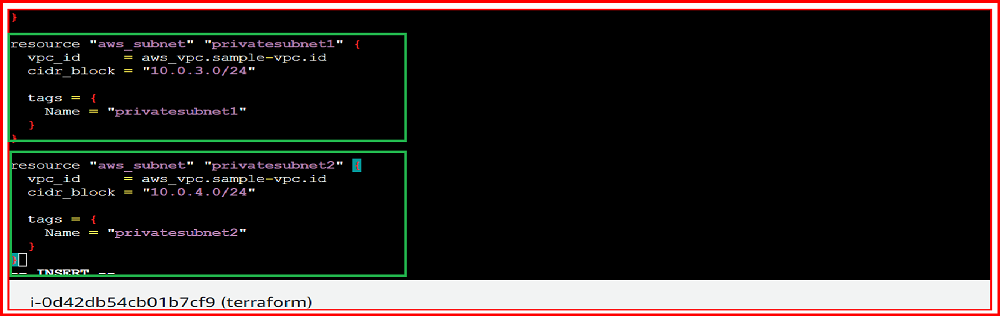 }
resource "aws_subnet" "privatesubnet1" {
  vpc_id     = aws_vpc.sample-vpc.id
  cidr_block = "10.0.3.0/24"

  tags = {
    Name = "privatesubnet1"
  }
}
resource "aws_subnet" "privatesubnet2" {
  vpc_id     = aws_vpc.sample-vpc.id
  cidr_block = "10.0.4.0/24"

  tags = {
    Name = "privatesubnet2"
  }
}
-- INSERT --
i-0d42db54cb01b7cf9 (terraform)